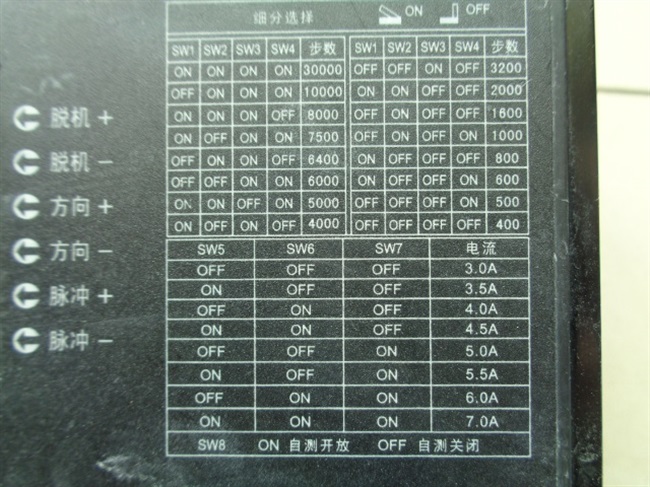 细分选择 ON OFF
SW1 SW2 SW3 SW4 步数 SW1 SW2 SW3 SW4 步数
ON ON ON ON 30000 OFF OFF ON OFF 3200
OFF ON ON ON 10000 ON ON OFF OFF 2000
ON ON ON OFF 8000 OFF ON OFF OFF 1600
ON OFF ON ON 7500 OFF ON OFF ON 1000
OFF ON ON OFF 6400 ON OFF OFF OFF 800
OFF OFF ON ON 6000 OFF OFF OFF ON 600
ON ON OFF ON 5000 ON OFF OFF ON 500
ON OFF ON OFF 4000 OFF OFF OFF OFF 400
SW5 SW6 SW7 电流
OFF OFF OFF 3.0A
ON OFF OFF 3.5A
OFF ON OFF 4.0A
ON ON OFF 4.5A
OFF OFF ON 5.0A
ON OFF ON 5.5A
OFF ON ON 6.0A
ON ON ON 7.0A
SW8 ON 自测开放 OFF 自测关闭
脱机 +
脱机 -
方向 +
方向 -
脉冲 +
脉冲 -